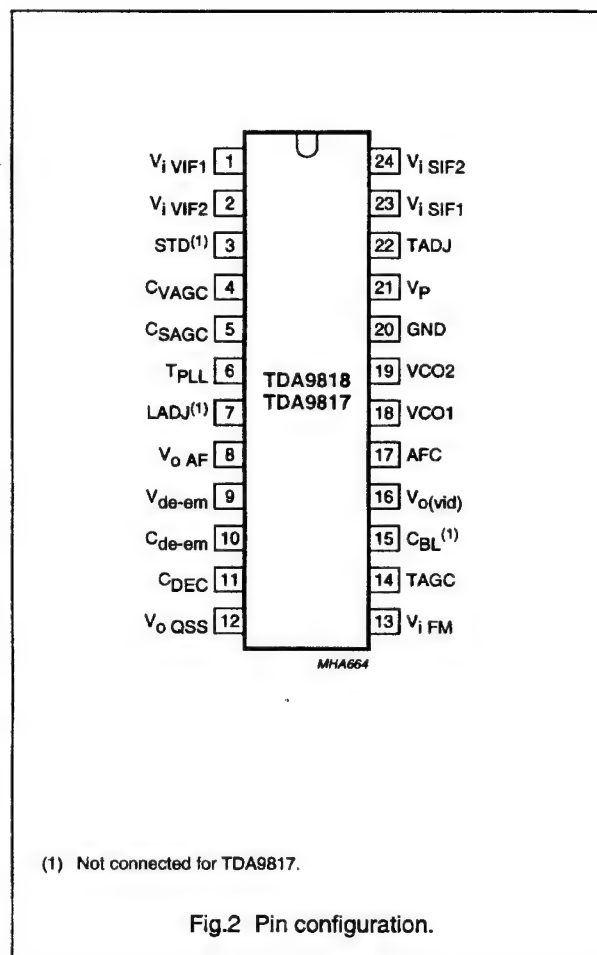 Vi VIF1 1
Vi VIF2 2
STD(1) 3
CVAGC 4
CSAGC 5
TPLL 6
LADJ(1) 7
Vo AF 8
Vde-em 9
Cde-em 10
CDEC 11
Vo QSS 12
TDA9818
TDA9817
24 Vi SIF2
23 Vi SIF1
22 TADJ
21 VP
20 GND
19 VCO2
18 VCO1
17 AFC
16 Vo(vid)
15 CBL(1)
14 TAGC
13 Vi FM
MHA664
(1) Not connected for TDA9817.
Fig.2 Pin configuration.